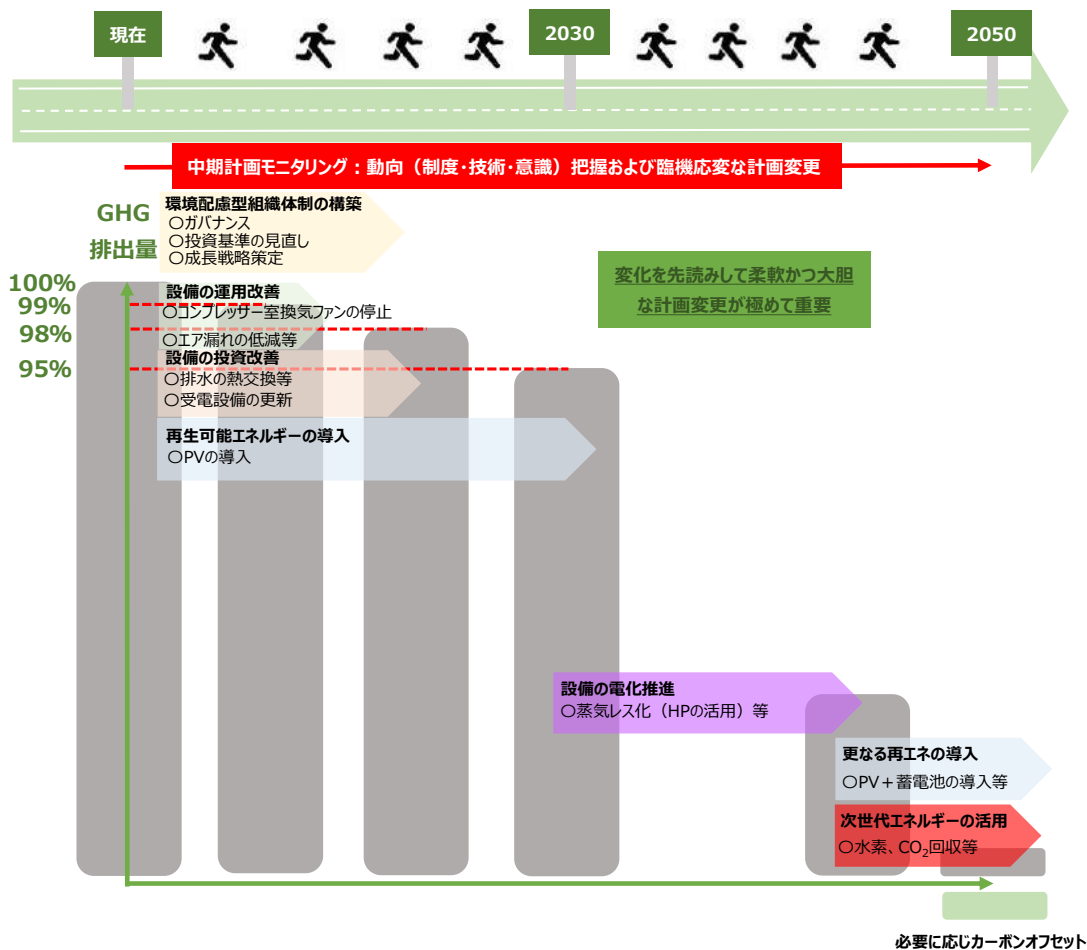 現在
2030
2050
中期計画モニタリング：動向（制度・技術・意識）把握および臨機応変な計画変更
GHG
排出量
環境配慮型組織体制の構築
〇ガバナンス
〇投資基準の見直し
〇成長戦略策定
変化を先読みして柔軟かつ大胆
な計画変更が極めて重要
100%
99%
98%
95%
設備の運用改善
〇コンプレッサー室換気ファンの停止
〇エア漏れの低減等
設備の投資改善
〇排水の熱交換等
〇受電設備の更新
再生可能エネルギーの導入
〇PVの導入
設備の電化推進
〇蒸気レス化（HPの活用）等
更なる再エネの導入
〇PV＋蓄電池の導入等
次世代エネルギーの活用
〇水素、CO₂回収等
必要に応じカーボンオフセット